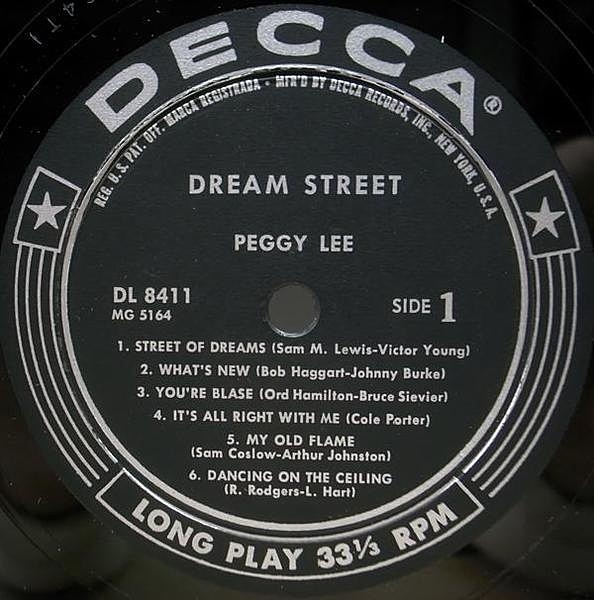 DECCA®
REG. U.S. PAT. OFF. MARCA REGISTRADA • MFR'D BY DECCA RECORDS, INC., NEW YORK, U.S.A.
DREAM STREET
PEGGY LEE
DL 8411
MG 5164
SIDE 1
1. STREET OF DREAMS (Sam M. Lewis-Victor Young)
2. WHAT'S NEW (Bob Haggart-Johnny Burke)
3. YOU'RE BLASE (Ord Hamilton-Bruce Sievier)
4. IT'S ALL RIGHT WITH ME (Cole Porter)
5. MY OLD FLAME
(Sam Coslow-Arthur Johnston)
6. DANCING ON THE CEILING
(R. Rodgers-L. Hart)
LONG PLAY 33⅓ RPM